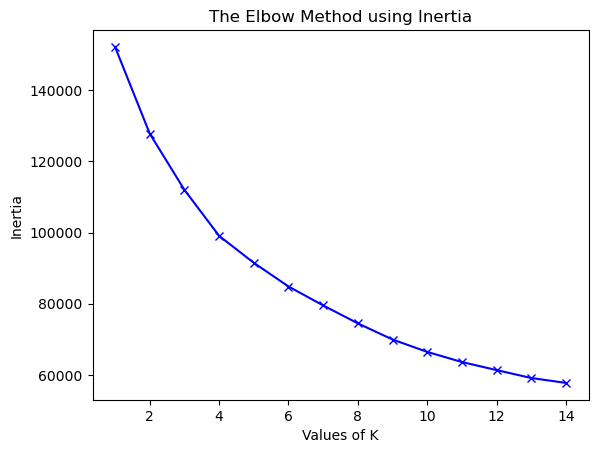 The Elbow Method using Inertia
140000
120000
100000
80000
60000
Inertia
2 4 6 8 10 12 14
Values of K